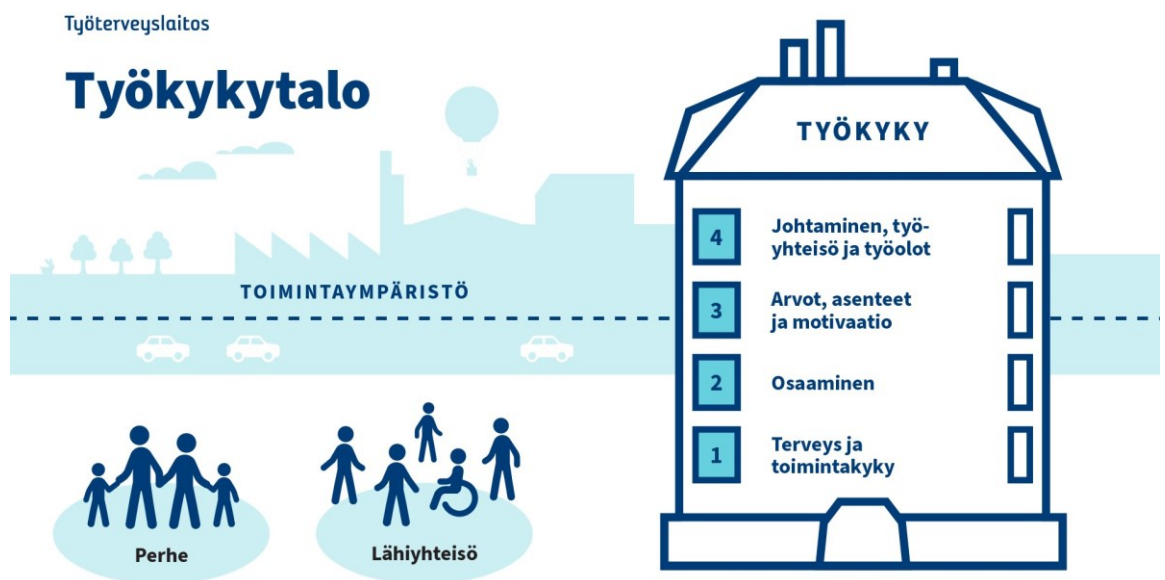 Työterveyslaitos
Työkykytalo
TOIMINTAYMPÄRISTÖ
Perhe
Lähiyhteisö
TYÖKYKY
4
Johtaminen, työ-
yhteisö ja työolot
3
Arvot, asenteet
ja motivaatio
2
Osaaminen
1
Terveys ja
toimintakyky